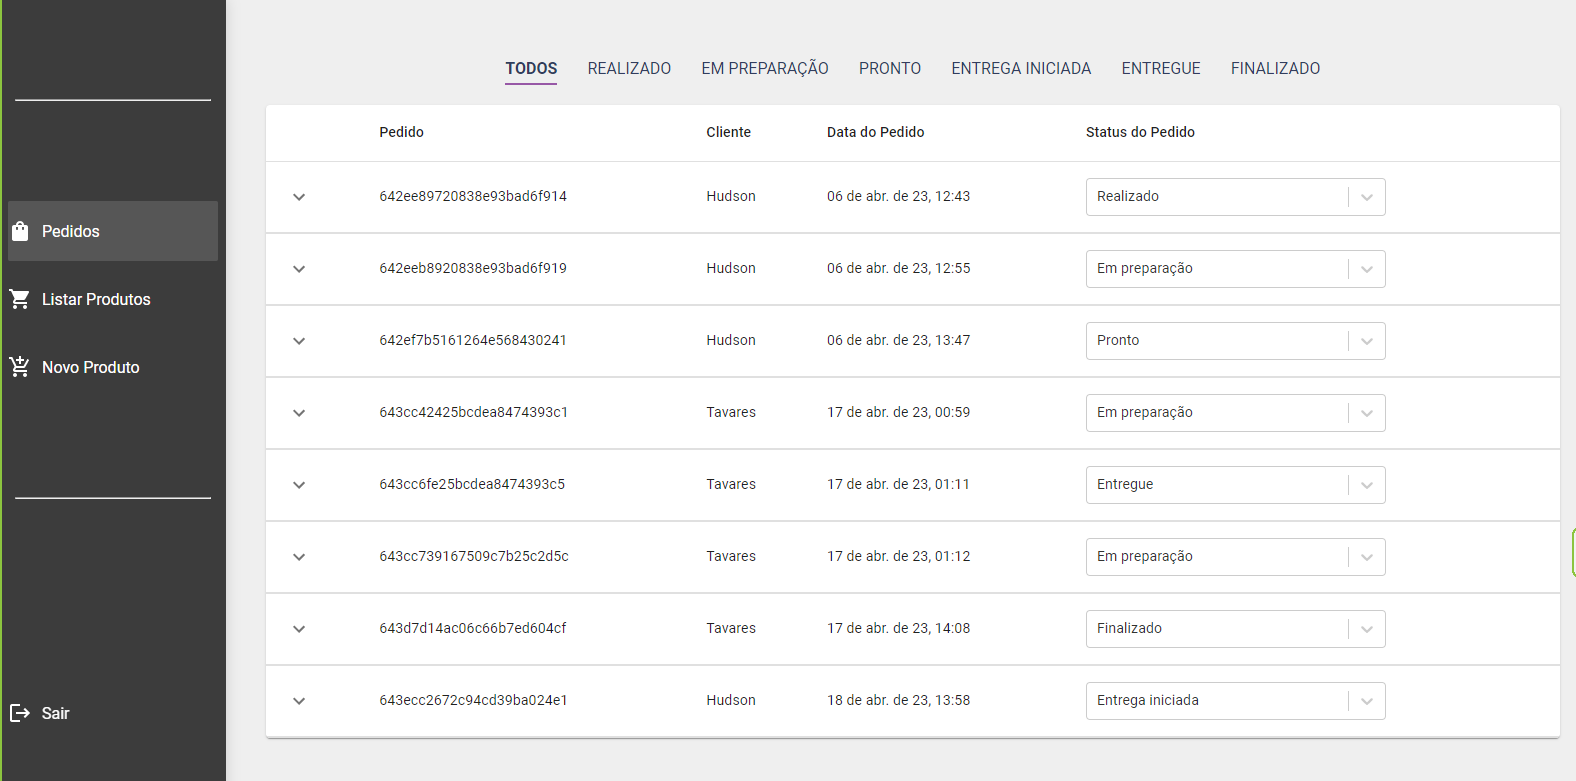 Pedidos
Listar Produtos
Novo Produto
Sair
TODOS REALIZADO EM PREPARAÇÃO PRONTO ENTREGA INICIADA ENTREGUE FINALIZADO
Pedido Cliente Data do Pedido Status do Pedido
642ee89720838e93bad6f914 Hudson 06 de abr. de 23, 12:43 Realizado
642eeb8920838e93bad6f919 Hudson 06 de abr. de 23, 12:55 Em preparação
642ef7b5161264e568430241 Hudson 06 de abr. de 23, 13:47 Pronto
643cc42425bcdea8474393c1 Tavares 17 de abr. de 23, 00:59 Em preparação
643cc6fe25bcdea8474393c5 Tavares 17 de abr. de 23, 01:11 Entregue
643cc739167509c7b25c2d5c Tavares 17 de abr. de 23, 01:12 Em preparação
643d7d14ac06c66b7ed604cf Tavares 17 de abr. de 23, 14:08 Finalizado
643ecc2672c94cd39ba024e1 Hudson 18 de abr. de 23, 13:58 Entrega iniciada